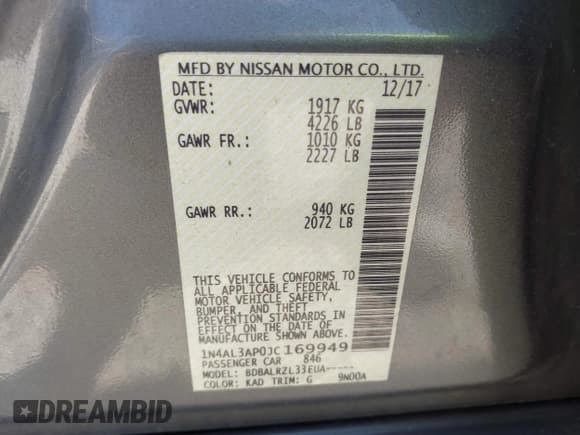 MFD BY NISSAN MOTOR CO., LTD.
DATE: 12/17
GVWR: 1917 KG
4226 LB
GAWR FR.: 1010 KG
2227 LB
GAWR RR.: 940 KG
2072 LB
THIS VEHICLE CONFORMS TO
ALL APPLICABLE FEDERAL
MOTOR VEHICLE SAFETY,
BUMPER, AND THEFT
PREVENTION STANDARDS IN
EFFECT ON THE DATE OF
MANUFACTURE SHOWN ABOVE.
1N4AL3AP0JC169949
PASSENGER CAR 846
MODEL: BDBALRZL33EUA-----
COLOR: KAD TRIM: G 9N00A
DREAMBID DREAMBID.COM